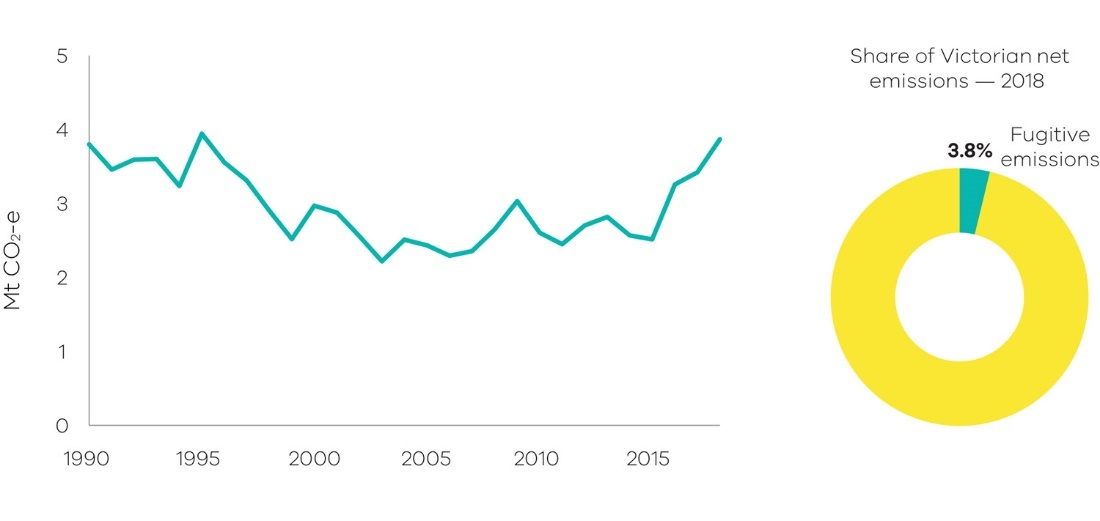 5
4
3
2
1
0
Mt CO₂-e
1990 1995 2000 2005 2010 2015
Share of Victorian net
emissions — 2018
3.8%
Fugitive
emissions